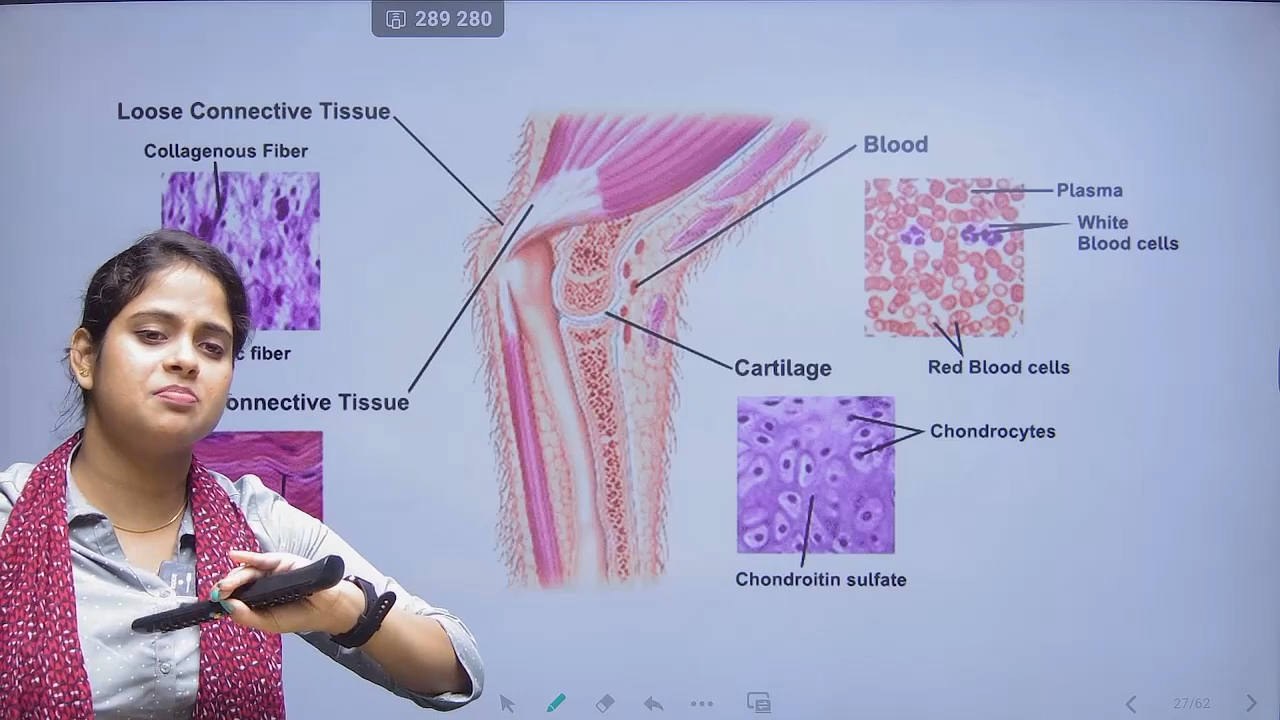 289 280
Loose Connective Tissue
Collagenous Fiber
fiber
Connective Tissue
Blood
Plasma
White
Blood cells
Red Blood cells
Cartilage
Chondrocytes
Chondroitin sulfate
27/62